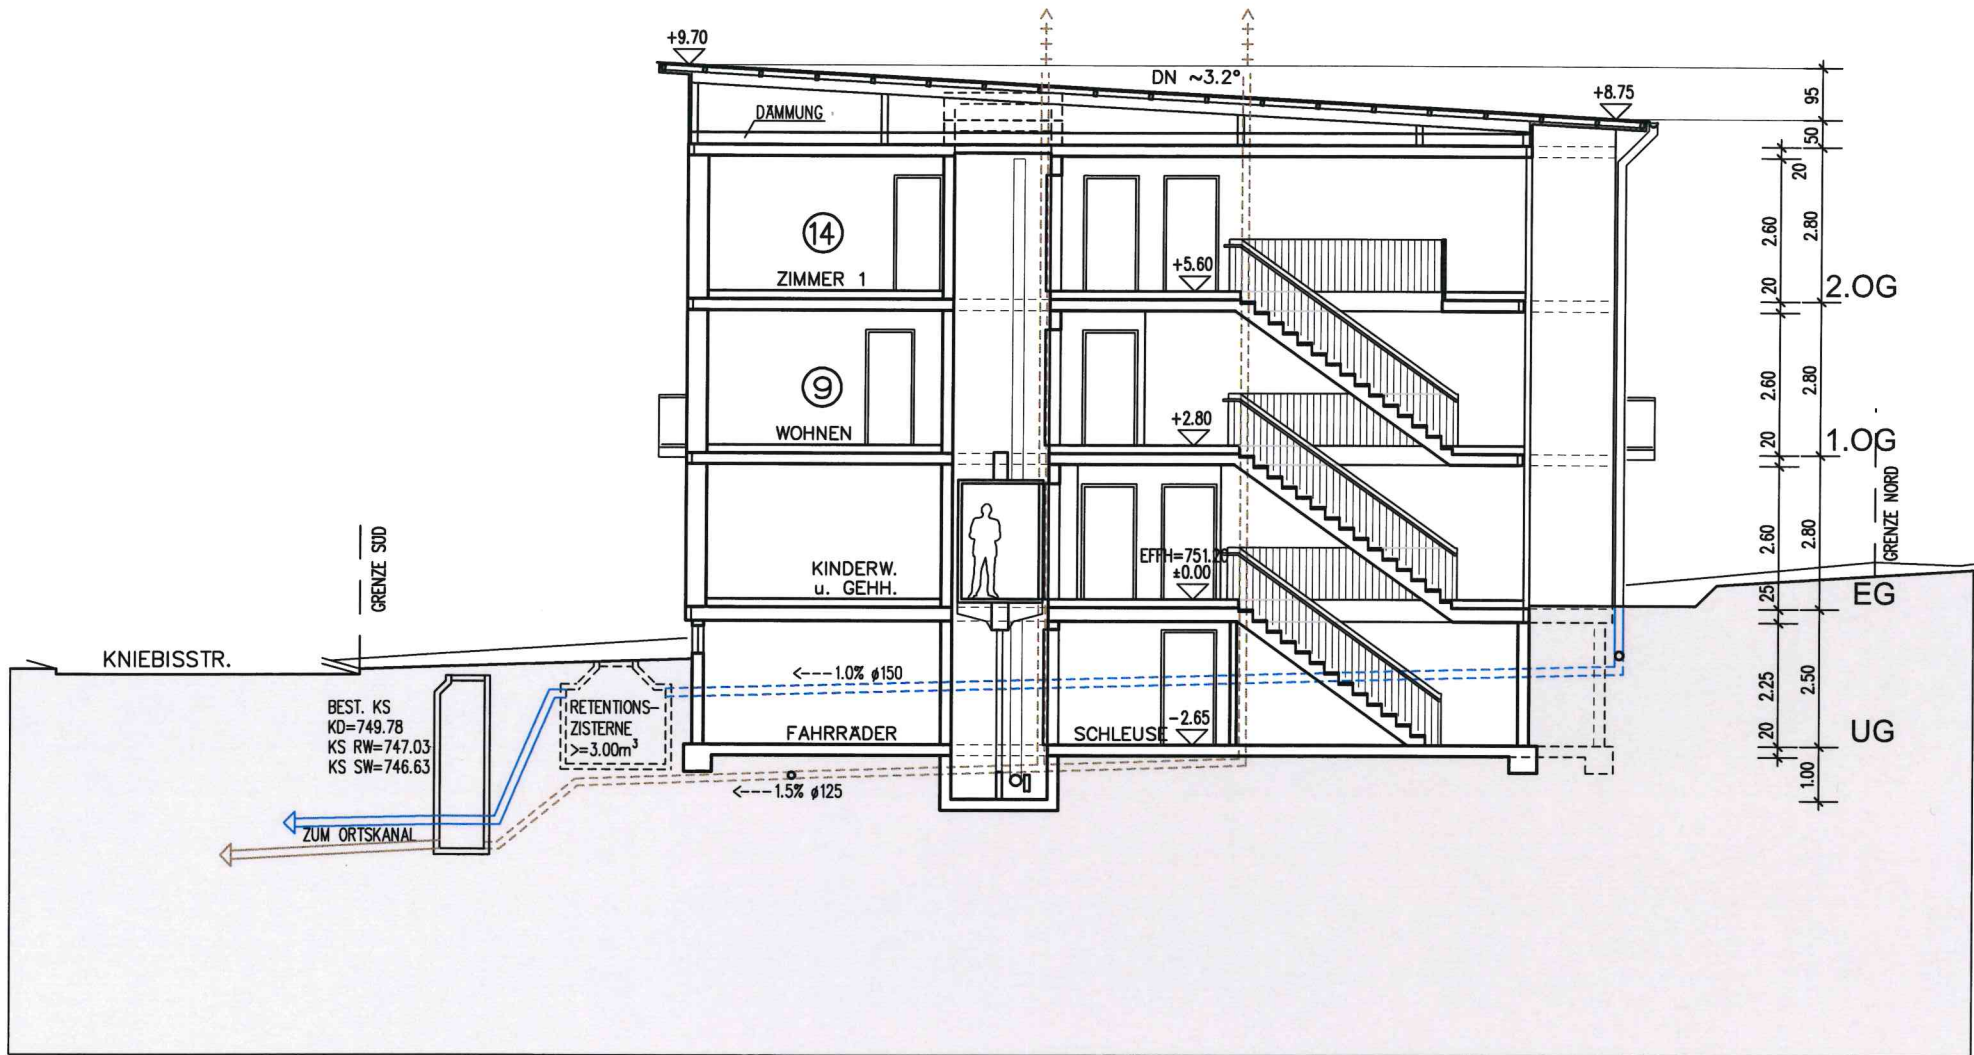 +9.70
DN ~3.2°
+8.75
95
DÄMMUNG
50
20
14
2.60
2.80
ZIMMER 1
+5.60
20
2.OG
9
2.60
2.80
WOHNEN
+2.80
20
1.OG
GRENZE SÜD
GRENZE NORD
2.60
2.80
KINDERW.
u. GEHH.
EFFH=751.20
±0.00
25
EG
KNIEBISSTR.
1.0% ø150
BEST. KS
KD=749.78
KS RW=747.03
KS SW=746.63
RETENTIONS-
ZISTERNE
>=3.00m³
2.25
2.50
FAHRRÄDER
SCHLEUSE
-2.65
20
UG
1.5% ø125
1.00
ZUM ORTSKANAL